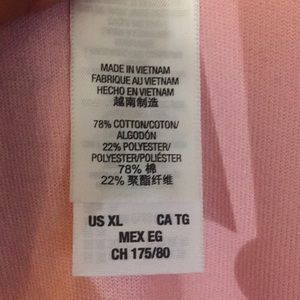 MADE IN VIETNAM
FABRIQUE AU VIETNAM
HECHO EN VIETNAM
越南制造
78% COTTON/COTON/
ALGODÓN
22% POLYESTER/
POLYESTER/POLIÉSTER
78% 棉
22% 聚酯纤维
US XL CA TG
MEX EG
CH 175/80